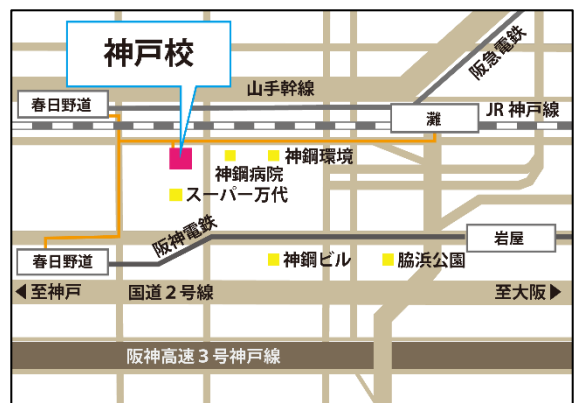 神戸校
阪急電鉄
山手幹線
春日野道
灘
JR 神戸線
神鋼環境
神鋼病院
スーパー万代
阪神電鉄
岩屋
春日野道
神鋼ビル
脇浜公園
◀至神戸
国道2号線
至大阪▶
阪神高速3号神戸線